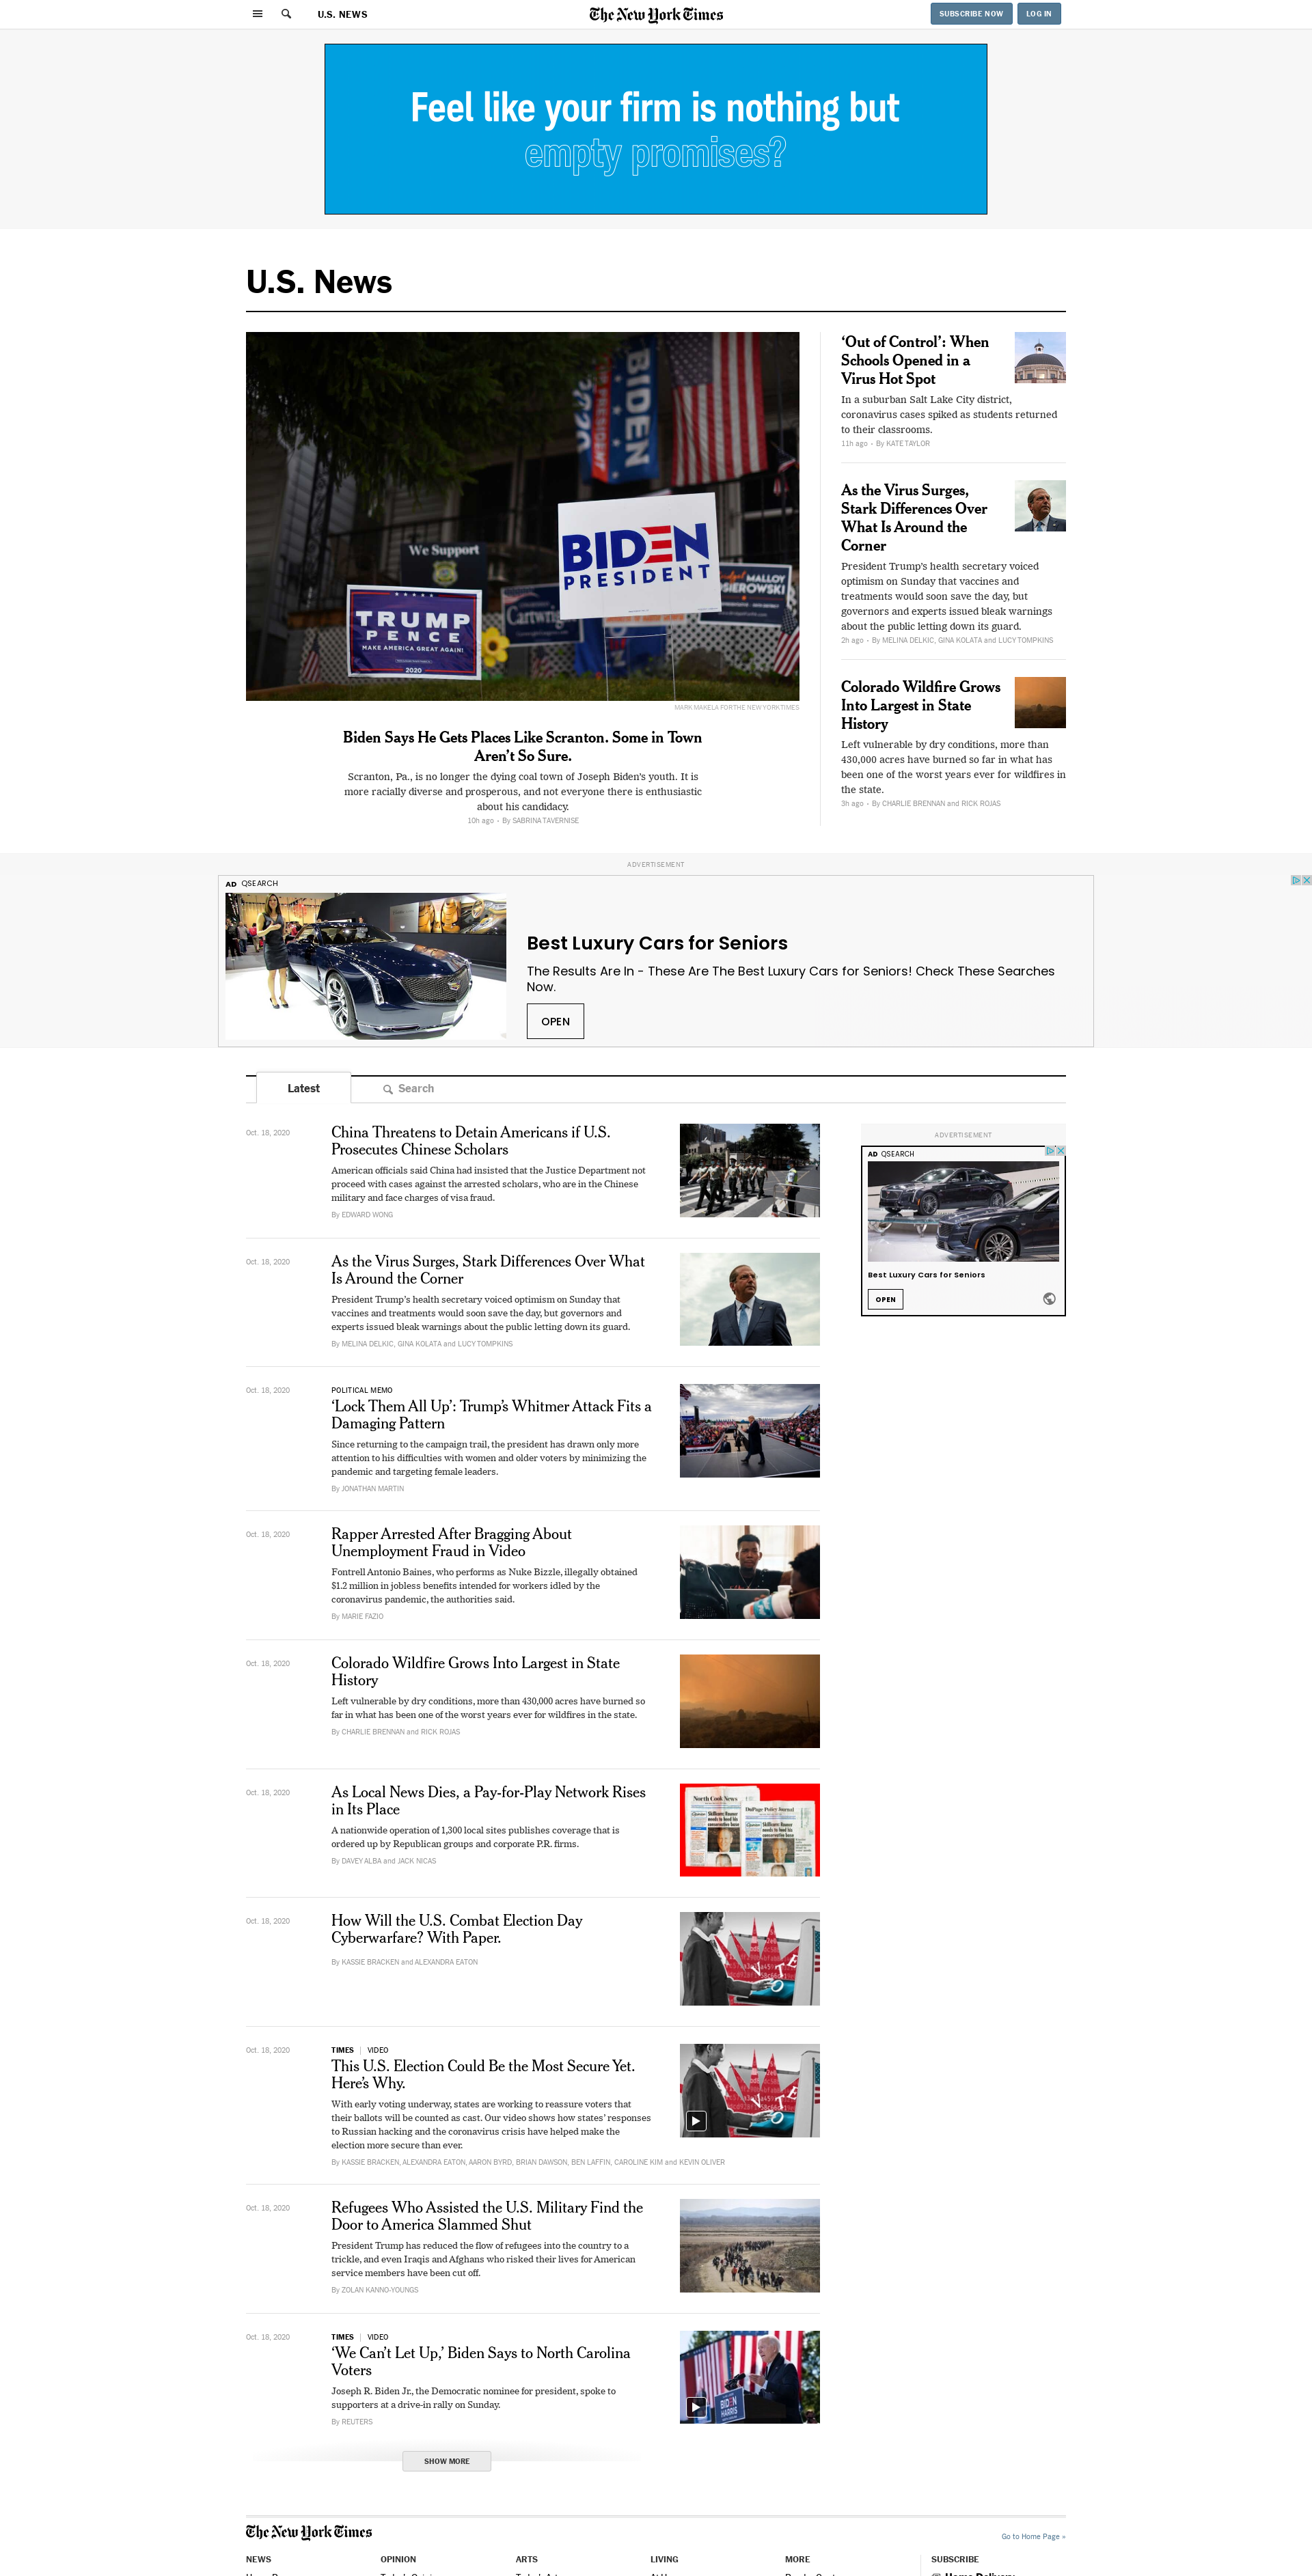 U.S. NEWS
The New York Times
SUBSCRIBE NOW
LOG IN
Feel like your firm is nothing but
empty promises?
U.S. News
BIDEN
We Support
BIDEN
PRESIDENT
MALLOY
TRUMP
PENCE
MAKE AMERICA GREAT AGAIN!
2020
MARK MAKELA FOR THE NEW YORK TIMES
Biden Says He Gets Places Like Scranton. Some in Town
Aren’t So Sure.
Scranton, Pa., is no longer the dying coal town of Joseph Biden’s youth. It is
more racially diverse and prosperous, and not everyone there is enthusiastic
about his candidacy.
10h ago • By SABRINA TAVERNISE
‘Out of Control’: When
Schools Opened in a
Virus Hot Spot
In a suburban Salt Lake City district,
coronavirus cases spiked as students returned
to their classrooms.
11h ago • By KATE TAYLOR
As the Virus Surges,
Stark Differences Over
What Is Around the
Corner
President Trump’s health secretary voiced
optimism on Sunday that vaccines and
treatments would soon save the day, but
governors and experts issued bleak warnings
about the public letting down its guard.
2h ago • By MELINA DELKIC, GINA KOLATA and LUCY TOMPKINS
Colorado Wildfire Grows
Into Largest in State
History
Left vulnerable by dry conditions, more than
430,000 acres have burned so far in what has
been one of the worst years ever for wildfires in
the state.
3h ago • By CHARLIE BRENNAN and RICK ROJAS
ADVERTISEMENT
AD QSEARCH
Best Luxury Cars for Seniors
The Results Are In - These Are The Best Luxury Cars for Seniors! Check These Searches
Now.
OPEN
Latest
Search
Oct. 18, 2020
China Threatens to Detain Americans if U.S.
Prosecutes Chinese Scholars
American officials said China had insisted that the Justice Department not
proceed with cases against the arrested scholars, who are in the Chinese
military and face charges of visa fraud.
By EDWARD WONG
ADVERTISEMENT
AD QSEARCH
Best Luxury Cars for Seniors
OPEN
Oct. 18, 2020
As the Virus Surges, Stark Differences Over What
Is Around the Corner
President Trump’s health secretary voiced optimism on Sunday that
vaccines and treatments would soon save the day, but governors and
experts issued bleak warnings about the public letting down its guard.
By MELINA DELKIC, GINA KOLATA and LUCY TOMPKINS
Oct. 18, 2020
POLITICAL MEMO
‘Lock Them All Up’: Trump’s Whitmer Attack Fits a
Damaging Pattern
Since returning to the campaign trail, the president has drawn only more
attention to his difficulties with women and older voters by minimizing the
pandemic and targeting female leaders.
By JONATHAN MARTIN
Oct. 18, 2020
Rapper Arrested After Bragging About
Unemployment Fraud in Video
Fontrell Antonio Baines, who performs as Nuke Bizzle, illegally obtained
$1.2 million in jobless benefits intended for workers idled by the
coronavirus pandemic, the authorities said.
By MARIE FAZIO
Oct. 18, 2020
Colorado Wildfire Grows Into Largest in State
History
Left vulnerable by dry conditions, more than 430,000 acres have burned so
far in what has been one of the worst years ever for wildfires in the state.
By CHARLIE BRENNAN and RICK ROJAS
Oct. 18, 2020
As Local News Dies, a Pay-for-Play Network Rises
in Its Place
A nationwide operation of 1,300 local sites publishes coverage that is
ordered up by Republican groups and corporate P.R. firms.
By DAVEY ALBA and JACK NICAS
North Cook News
DuPage Policy Journal
Oct. 18, 2020
How Will the U.S. Combat Election Day
Cyberwarfare? With Paper.
By KASSIE BRACKEN and ALEXANDRA EATON
VOTE
Oct. 18, 2020
TIMES | VIDEO
This U.S. Election Could Be the Most Secure Yet.
Here’s Why.
With early voting underway, states are working to reassure voters that
their ballots will be counted as cast. Our video shows how states’ responses
to Russian hacking and the coronavirus crisis have helped make the
election more secure than ever.
By KASSIE BRACKEN, ALEXANDRA EATON, AARON BYRD, BRIAN DAWSON, BEN LAFFIN, CAROLINE KIM and KEVIN OLIVER
VOTE
Oct. 18, 2020
Refugees Who Assisted the U.S. Military Find the
Door to America Slammed Shut
President Trump has reduced the flow of refugees into the country to a
trickle, and even Iraqis and Afghans who risked their lives for American
service members have been cut off.
By ZOLAN KANNO-YOUNGS
Oct. 18, 2020
TIMES | VIDEO
‘We Can’t Let Up,’ Biden Says to North Carolina
Voters
Joseph R. Biden Jr., the Democratic nominee for president, spoke to
supporters at a drive-in rally on Sunday.
By REUTERS
BIDEN
HARRIS
SHOW MORE
The New York Times
Go to Home Page »
NEWS
OPINION
ARTS
LIVING
MORE
SUBSCRIBE